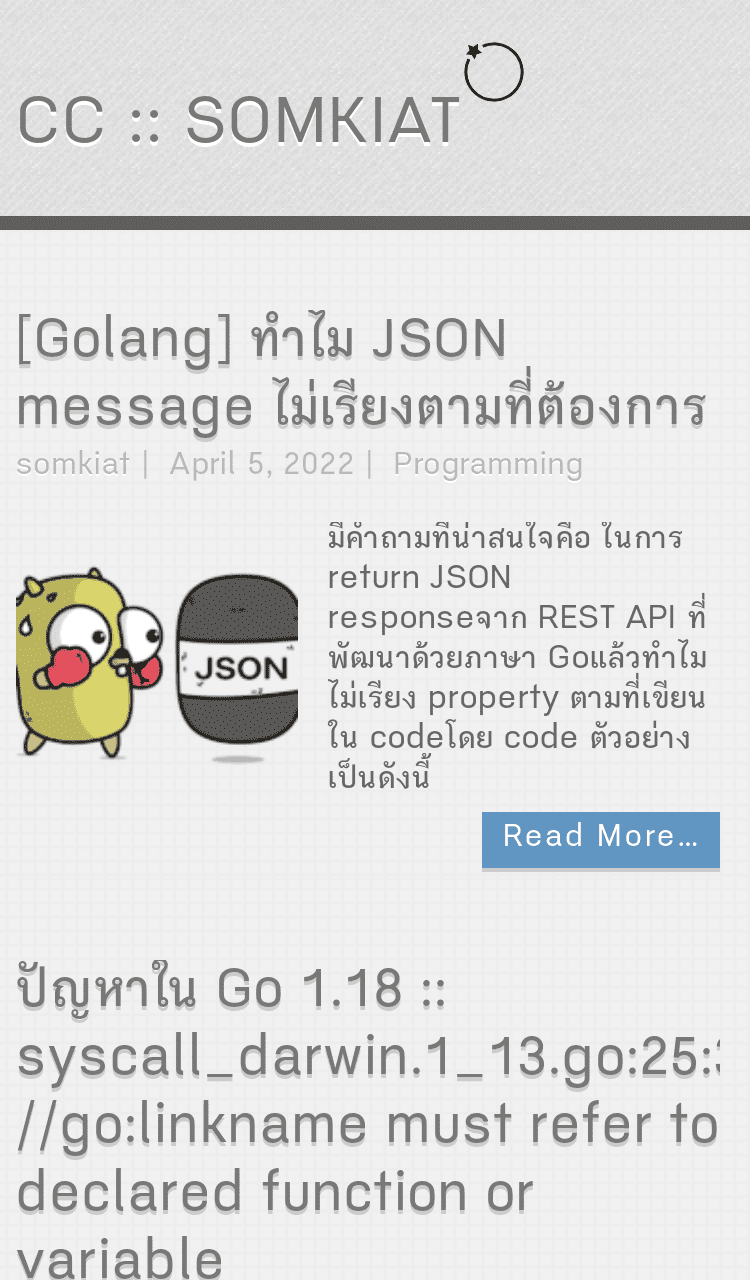 CC :: SOMKIAT
[Golang] ทำไม JSON
message ไม่เรียงตามที่ต้องการ
somkiat | April 5, 2022 | Programming
มีคำถามที่น่าสนใจคือ ในการ
return JSON
responseจาก REST API ที่
พัฒนาด้วยภาษา Goแล้วทำไม
ไม่เรียง property ตามที่เขียน
ใน codeโดย code ตัวอย่าง
เป็นดังนี้
JSON
Read More…
ปัญหาใน Go 1.18 ::
syscall_darwin.1_13.go:25:3
//go:linkname must refer to
declared function or
variable